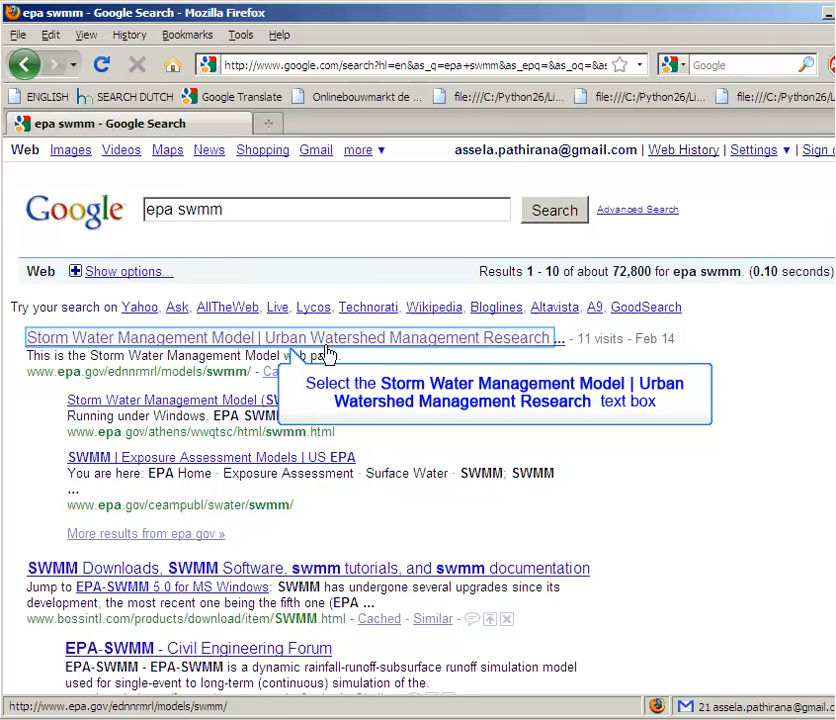 epa swmm - Google Search - Mozilla Firefox
File Edit View History Bookmarks Tools Help
http://www.google.com/search?hl=en&as_q=epa+swmm&as_epq=&as_oq=&as Google
ENGLISH SEARCH DUTCH Google Translate Onlinebouwmarkt de ... file:///C:/Python26/Li... file:///C:/Python26/Li... file:///C:/Python26/L
epa swmm - Google Search
Web Images Videos Maps News Shopping Gmail more ▼ assela.pathirana@gmail.com | Web History | Settings ▼ | Sign o
Google epa swmm Search Advanced Search
Web Show options... Results 1 - 10 of about 72,800 for epa swmm. (0.10 seconds)
Try your search on Yahoo, Ask, AllTheWeb, Live, Lycos, Technorati, Wikipedia, Bloglines, Altavista, A9, GoodSearch
Storm Water Management Model | Urban Watershed Management Research ... - 11 visits - Feb 14
This is the Storm Water Management Model web page.
www.epa.gov/ednnrmrl/models/swmm/ - Ca
Select the Storm Water Management Model | Urban
Watershed Management Research text box
Storm Water Management Model (SW
Running under Windows, EPA SWM
www.epa.gov/athens/wwqtsc/html/swmm.html
SWMM | Exposure Assessment Models | US EPA
You are here: EPA Home · Exposure Assessment · Surface Water · SWMM; SWMM
...
www.epa.gov/ceampubl/swater/swmm/
More results from epa.gov »
SWMM Downloads, SWMM Software, swmm tutorials, and swmm documentation
Jump to EPA-SWMM 5.0 for MS Windows: SWMM has undergone several upgrades since its
development, the most recent one being the fifth one (EPA ...
www.bossintl.com/products/download/item/SWMM.html - Cached - Similar -
EPA-SWMM - Civil Engineering Forum
EPA-SWMM - EPA-SWMM is a dynamic rainfall-runoff-subsurface runoff simulation model
used for single-event to long-term (continuous) simulation of the.
http://www.epa.gov/ednnrmrl/models/swmm/ 21 assela.pathirana@gmail.c